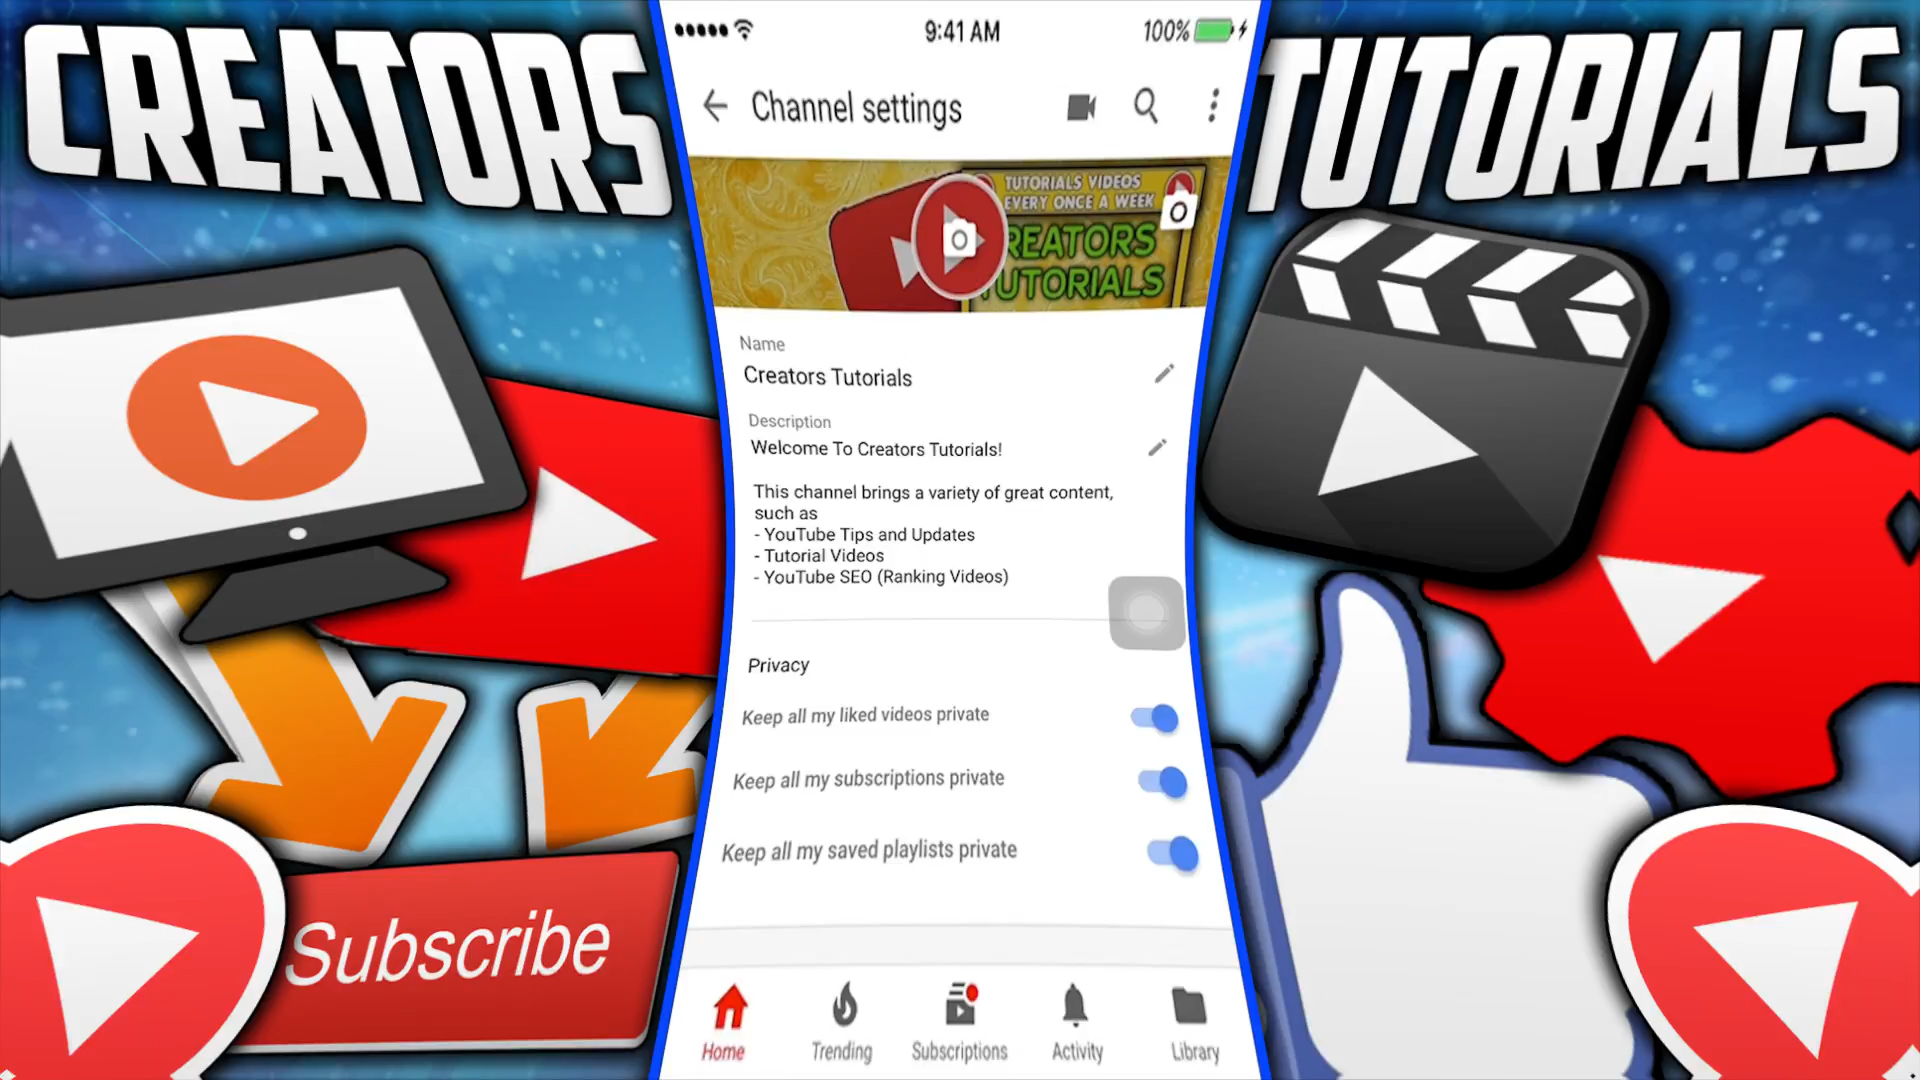 CREATORS
TUTORIALS
9:41 AM
100%
Channel settings
TUTORIALS VIDEOS
EVERY ONCE A WEEK
REATORS
UTORIALS
Name
Creators Tutorials
Description
Welcome To Creators Tutorials!
This channel brings a variety of great content,
such as
- YouTube Tips and Updates
- Tutorial Videos
- YouTube SEO (Ranking Videos)
Privacy
Keep all my liked videos private
Keep all my subscriptions private
Keep all my saved playlists private
Subscribe
Home
Trending
Subscriptions
Activity
Library